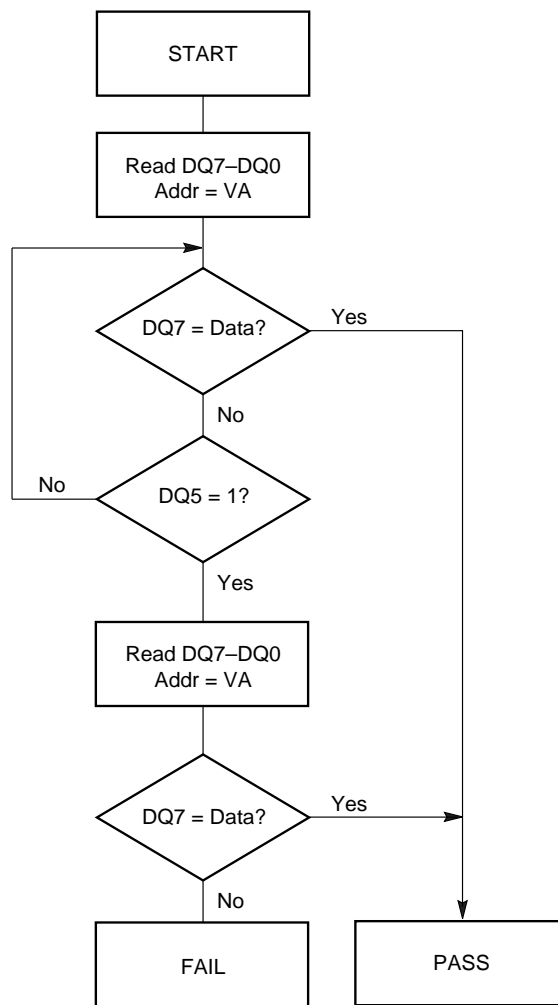 START
Read DQ7–DQ0
Addr = VA
DQ7 = Data?
Yes
No
No
DQ5 = 1?
Yes
Read DQ7–DQ0
Addr = VA
DQ7 = Data?
Yes
No
FAIL
PASS